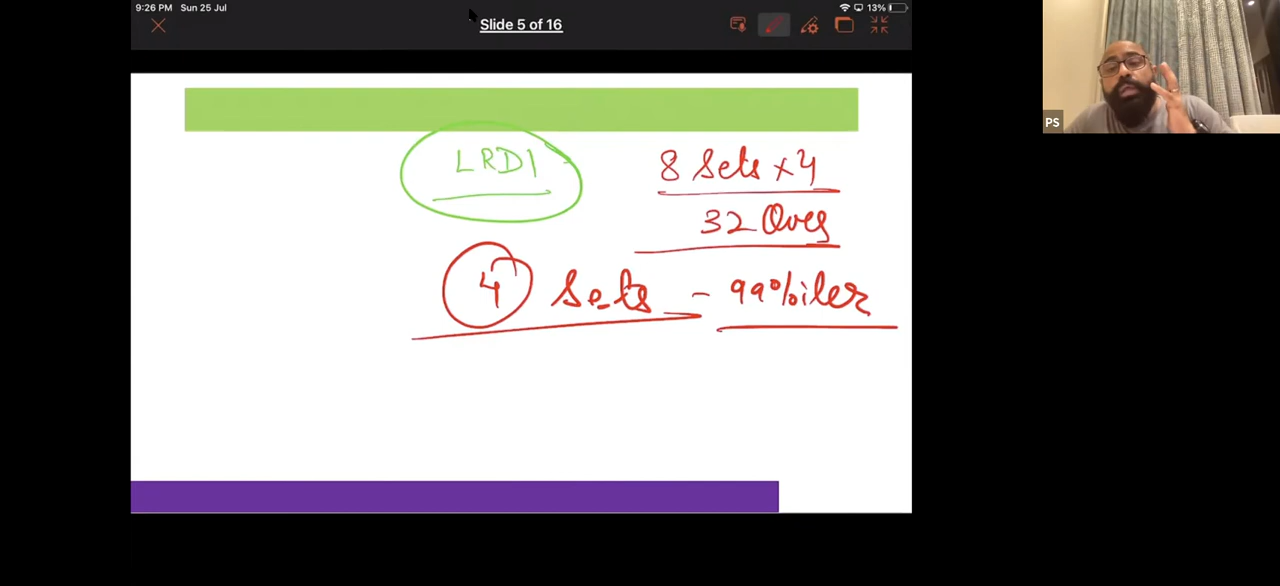 9:26 PM Sun 25 Jul
13%
Slide 5 of 16
PS
LRDI
8 Sets x 4
32 Ques
4 Sets - 99%iler